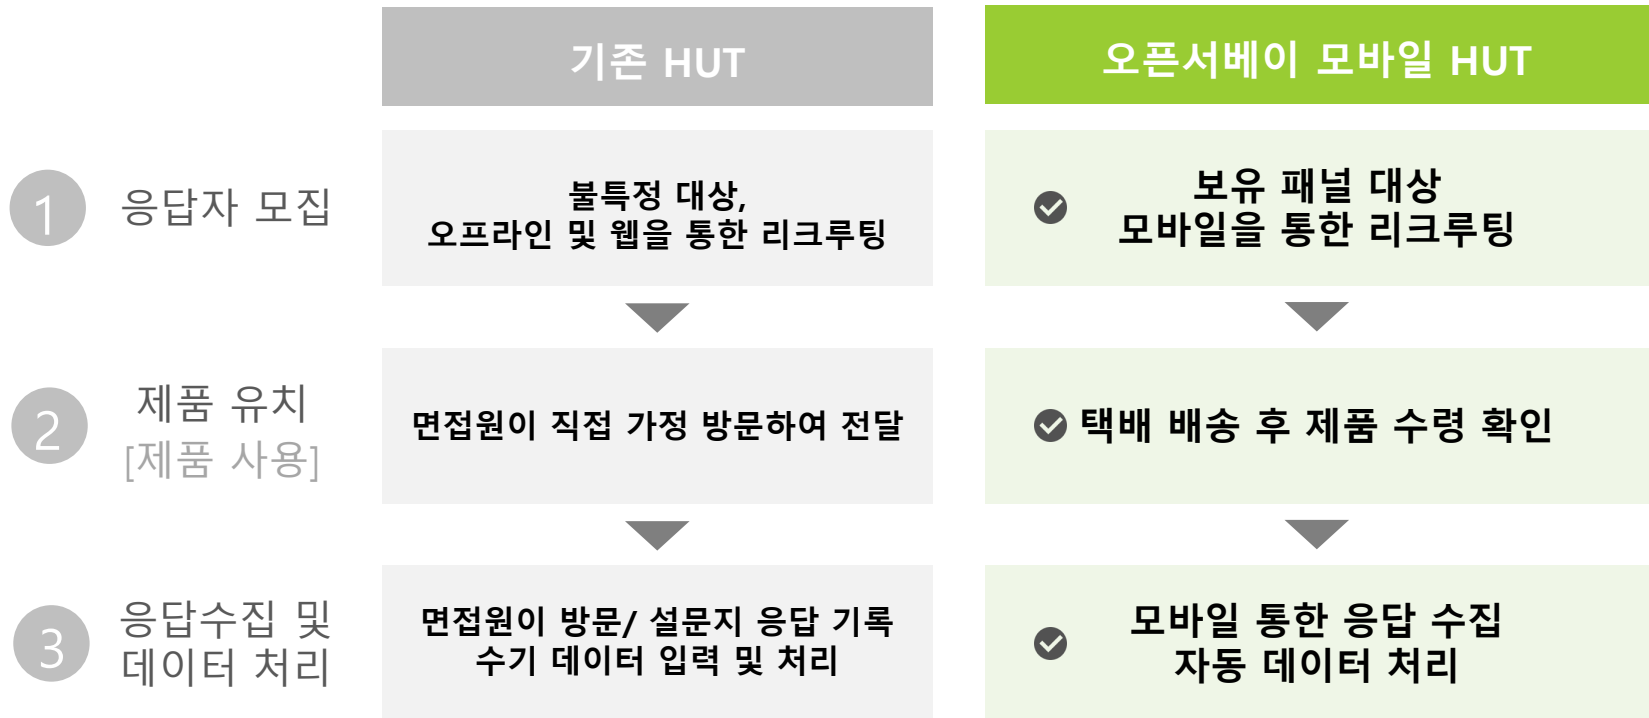 기존 HUT
오픈서베이 모바일 HUT
1
응답자 모집
불특정 대상,
오프라인 및 웹을 통한 리크루팅
보유 패널 대상
모바일을 통한 리크루팅
2
제품 유치
[제품 사용]
면접원이 직접 가정 방문하여 전달
택배 배송 후 제품 수령 확인
3
응답수집 및
데이터 처리
면접원이 방문/ 설문지 응답 기록
수기 데이터 입력 및 처리
모바일 통한 응답 수집
자동 데이터 처리